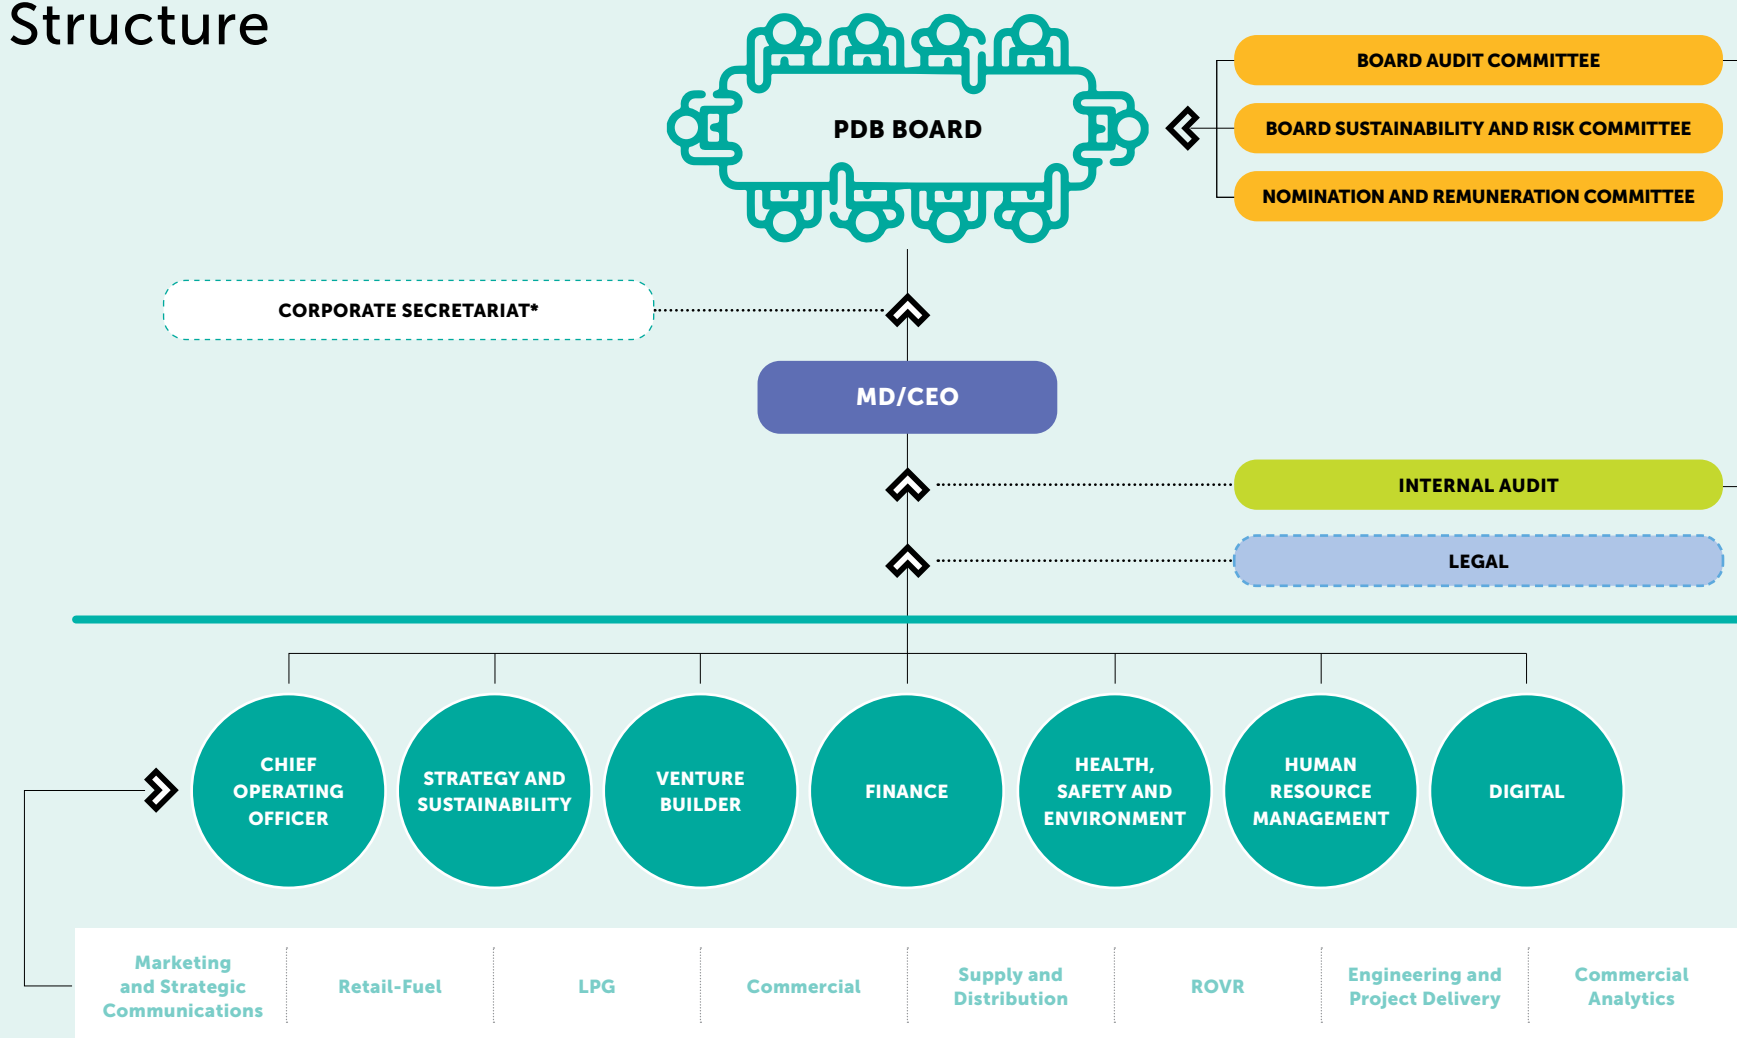 Structure
PDB BOARD
BOARD AUDIT COMMITTEE
BOARD SUSTAINABILITY AND RISK COMMITTEE
NOMINATION AND REMUNERATION COMMITTEE
CORPORATE SECRETARIAT*
MD/CEO
INTERNAL AUDIT
LEGAL
CHIEF
OPERATING
OFFICER
STRATEGY AND
SUSTAINABILITY
VENTURE
BUILDER
FINANCE
HEALTH,
SAFETY AND
ENVIRONMENT
HUMAN
RESOURCE
MANAGEMENT
DIGITAL
Marketing
and Strategic
Communications
Retail-Fuel
LPG
Commercial
Supply and
Distribution
ROVR
Engineering and
Project Delivery
Commercial
Analytics